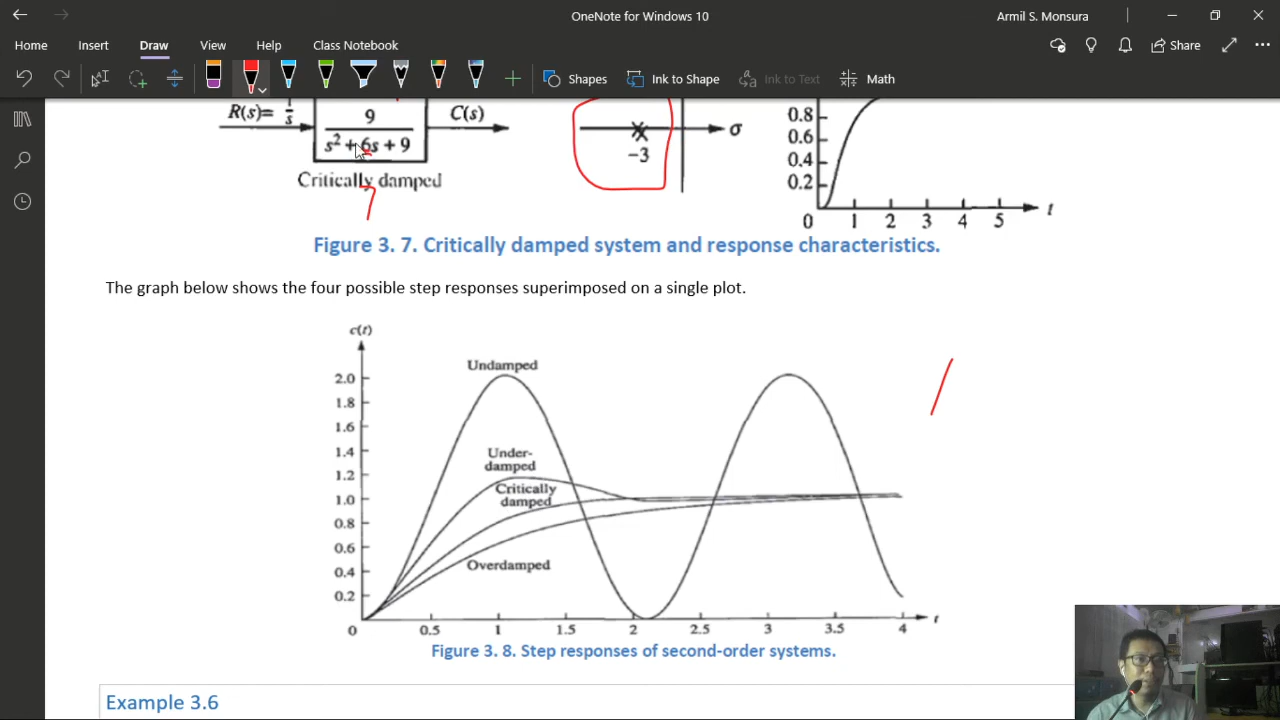 OneNote for Windows 10
Armil S. Monsura
Home Insert Draw View Help Class Notebook
Share
Shapes Ink to Shape Ink to Text Math
R(s)= 1/s
9
s² + 6s + 9
C(s)
Critically damped
σ
−3
0.8
0.6
0.4
0.2
0 1 2 3 4 5 t
Figure 3. 7. Critically damped system and response characteristics.
The graph below shows the four possible step responses superimposed on a single plot.
c(t)
Undamped
2.0
1.8
1.6
1.4
Under-
damped
1.2
Critically
damped
1.0
0.8
0.6
Overdamped
0.4
0.2
0 0.5 1 1.5 2 2.5 3 3.5 4 t
Figure 3. 8. Step responses of second-order systems.
Example 3.6